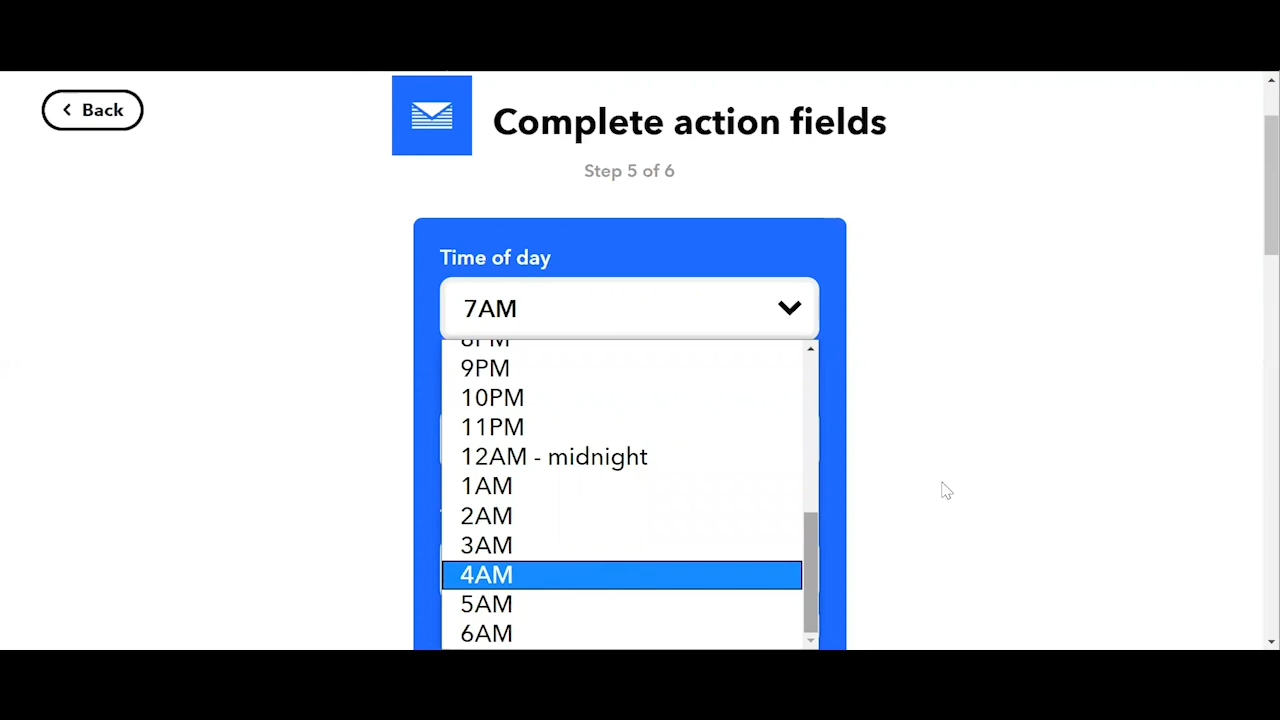 Back
Complete action fields
Step 5 of 6
Time of day
7AM
8PM
9PM
10PM
11PM
12AM - midnight
1AM
2AM
3AM
4AM
5AM
6AM